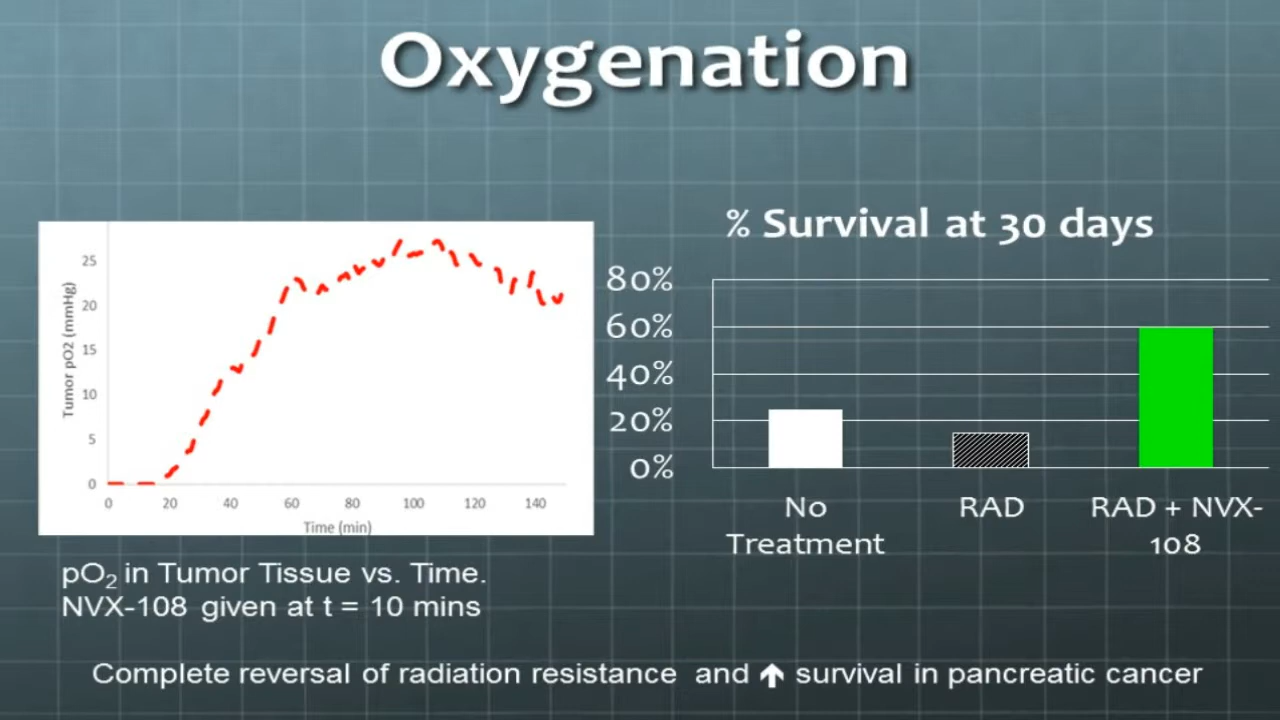 Oxygenation
25
20
15
10
5
0
Tumor pO2 (mmHg)
0 20 40 60 80 100 120 140
Time (min)
pO₂ in Tumor Tissue vs. Time.
NVX-108 given at t = 10 mins
% Survival at 30 days
80%
60%
40%
20%
0%
No
Treatment
RAD
RAD + NVX-
108
Complete reversal of radiation resistance and ↑ survival in pancreatic cancer